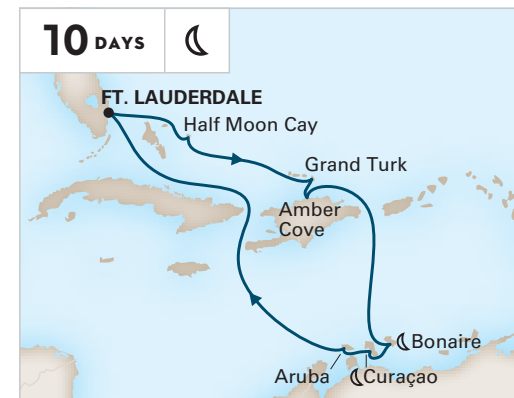 10 DAYS
FT. LAUDERDALE
Half Moon Cay
Grand Turk
Amber
Cove
Bonaire
Aruba
Curaçao